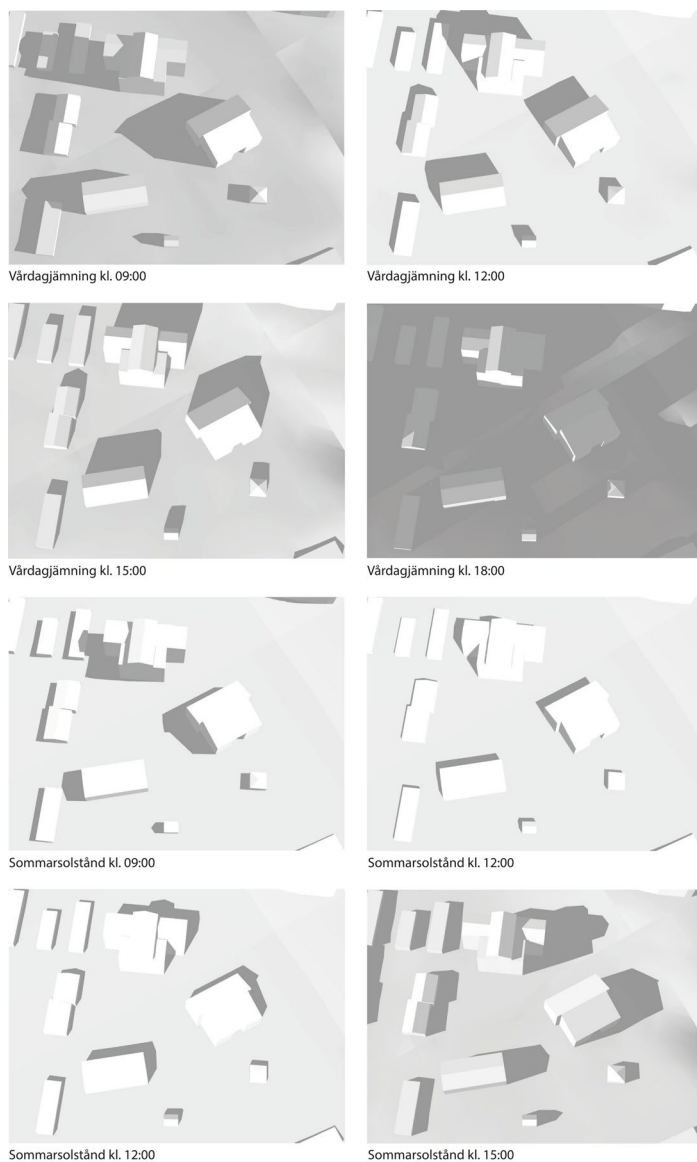 Vårdagjämning kl. 09:00
Vårdagjämning kl. 12:00
Vårdagjämning kl. 15:00
Vårdagjämning kl. 18:00
Sommarsolstånd kl. 09:00
Sommarsolstånd kl. 12:00
Sommarsolstånd kl. 12:00
Sommarsolstånd kl. 15:00